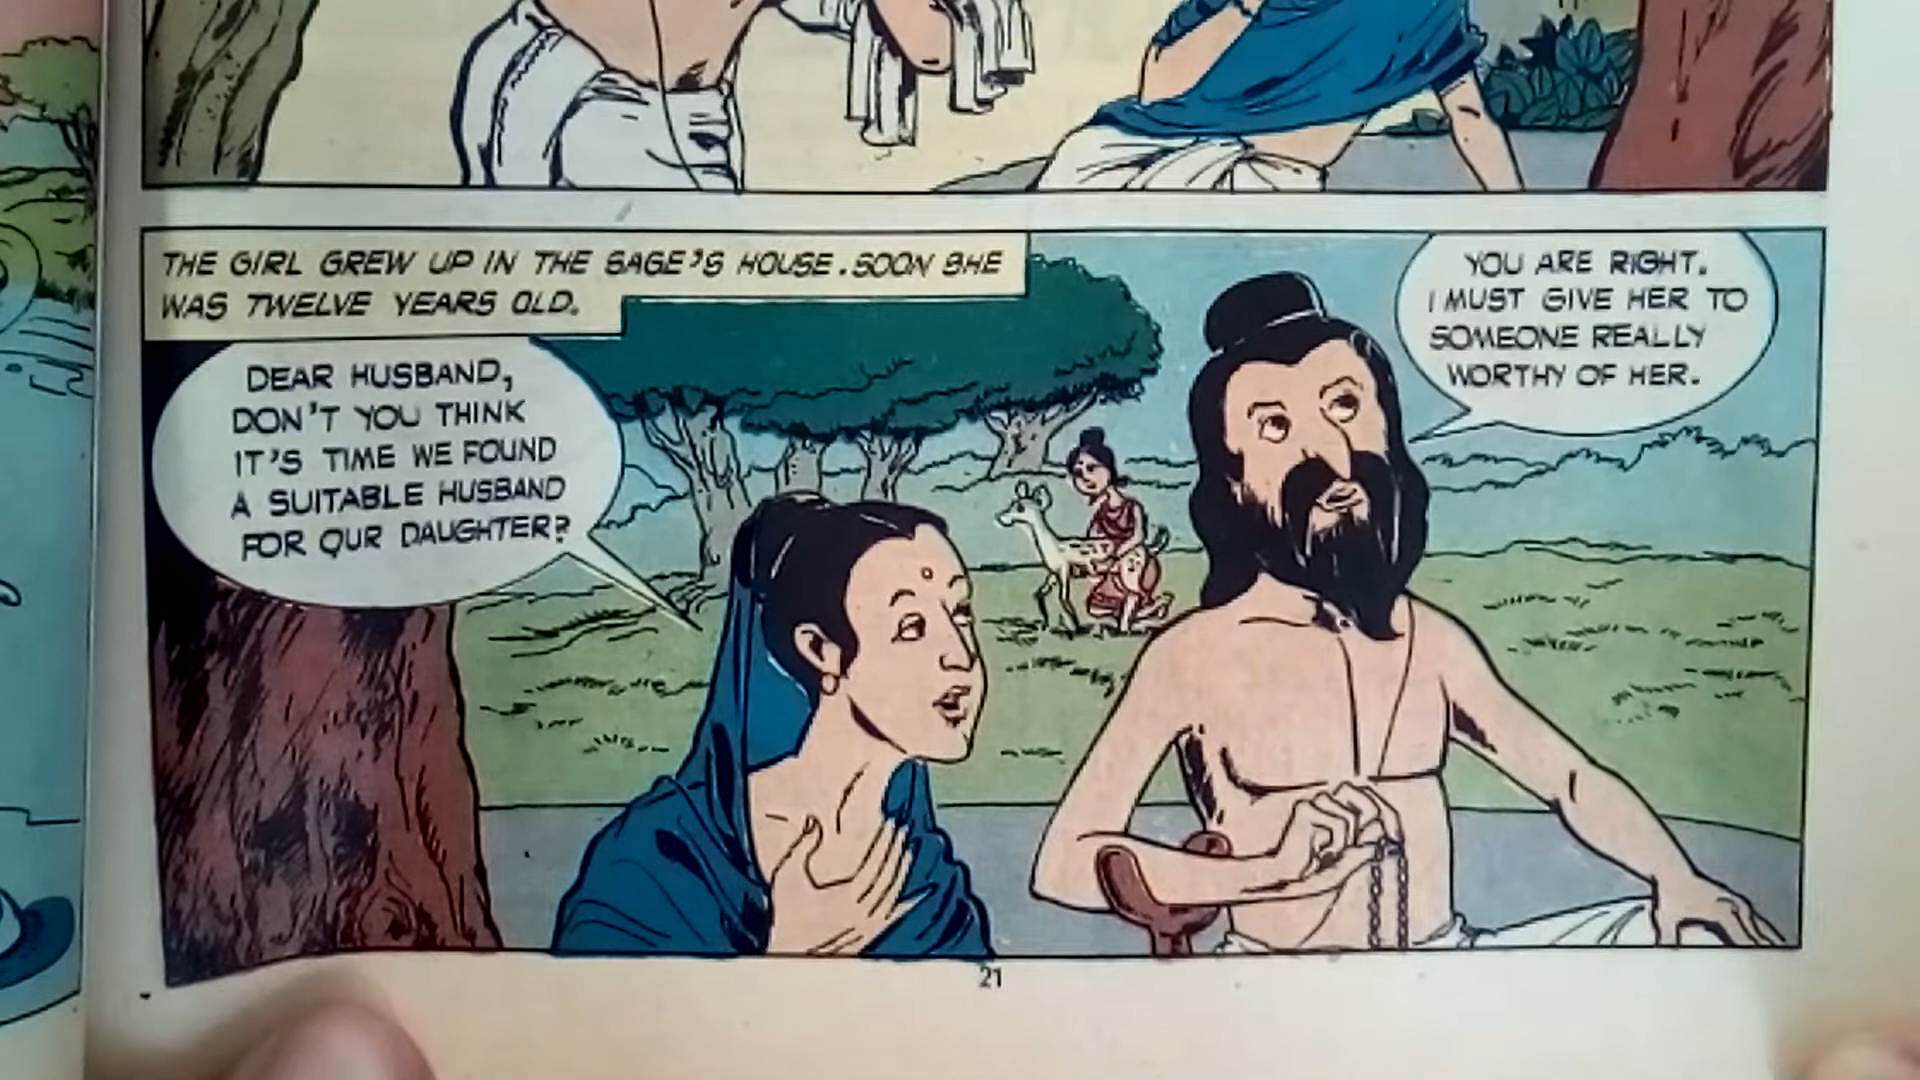 THE GIRL GREW UP IN THE SAGE'S HOUSE. SOON SHE
WAS TWELVE YEARS OLD.
DEAR HUSBAND,
DON'T YOU THINK
IT'S TIME WE FOUND
A SUITABLE HUSBAND
FOR OUR DAUGHTER?
YOU ARE RIGHT.
I MUST GIVE HER TO
SOMEONE REALLY
WORTHY OF HER.
21